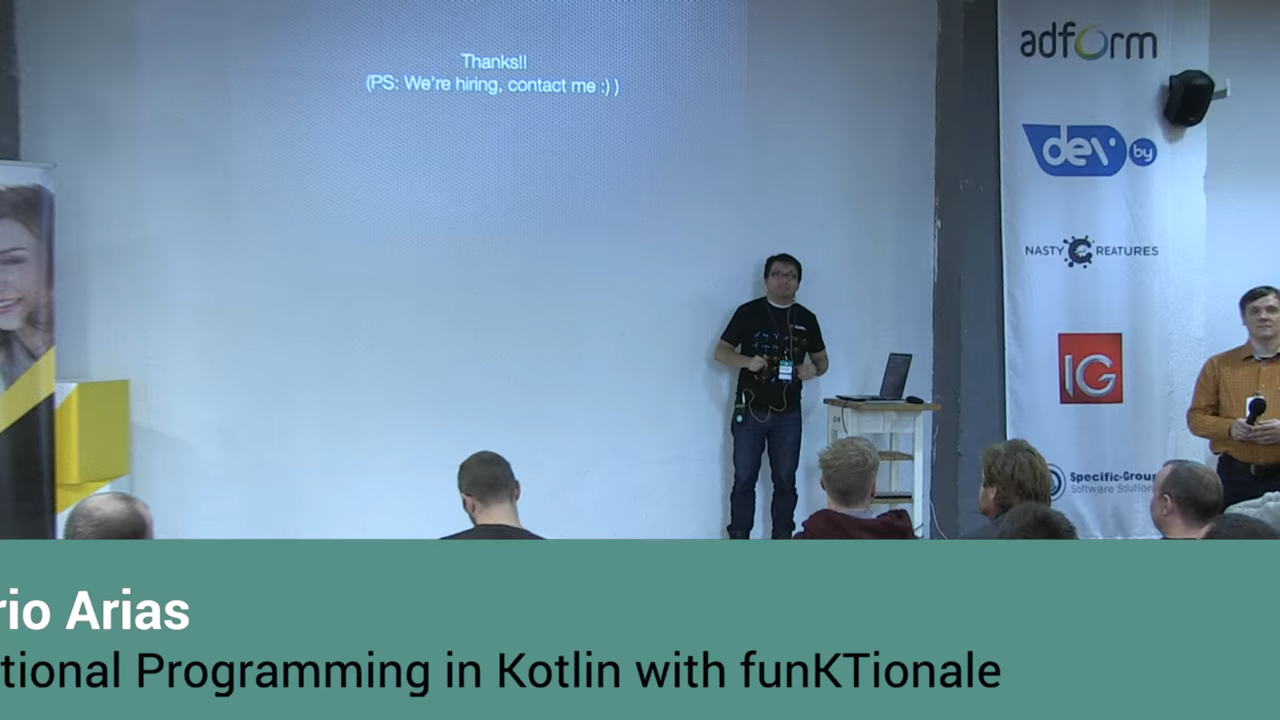 Thanks!!
(PS: We're hiring, contact me :) )
adform
dev by
NASTY CREATURES
IG
Specific-Group
Software Solution
rio Arias
tional Programming in Kotlin with funKTionale